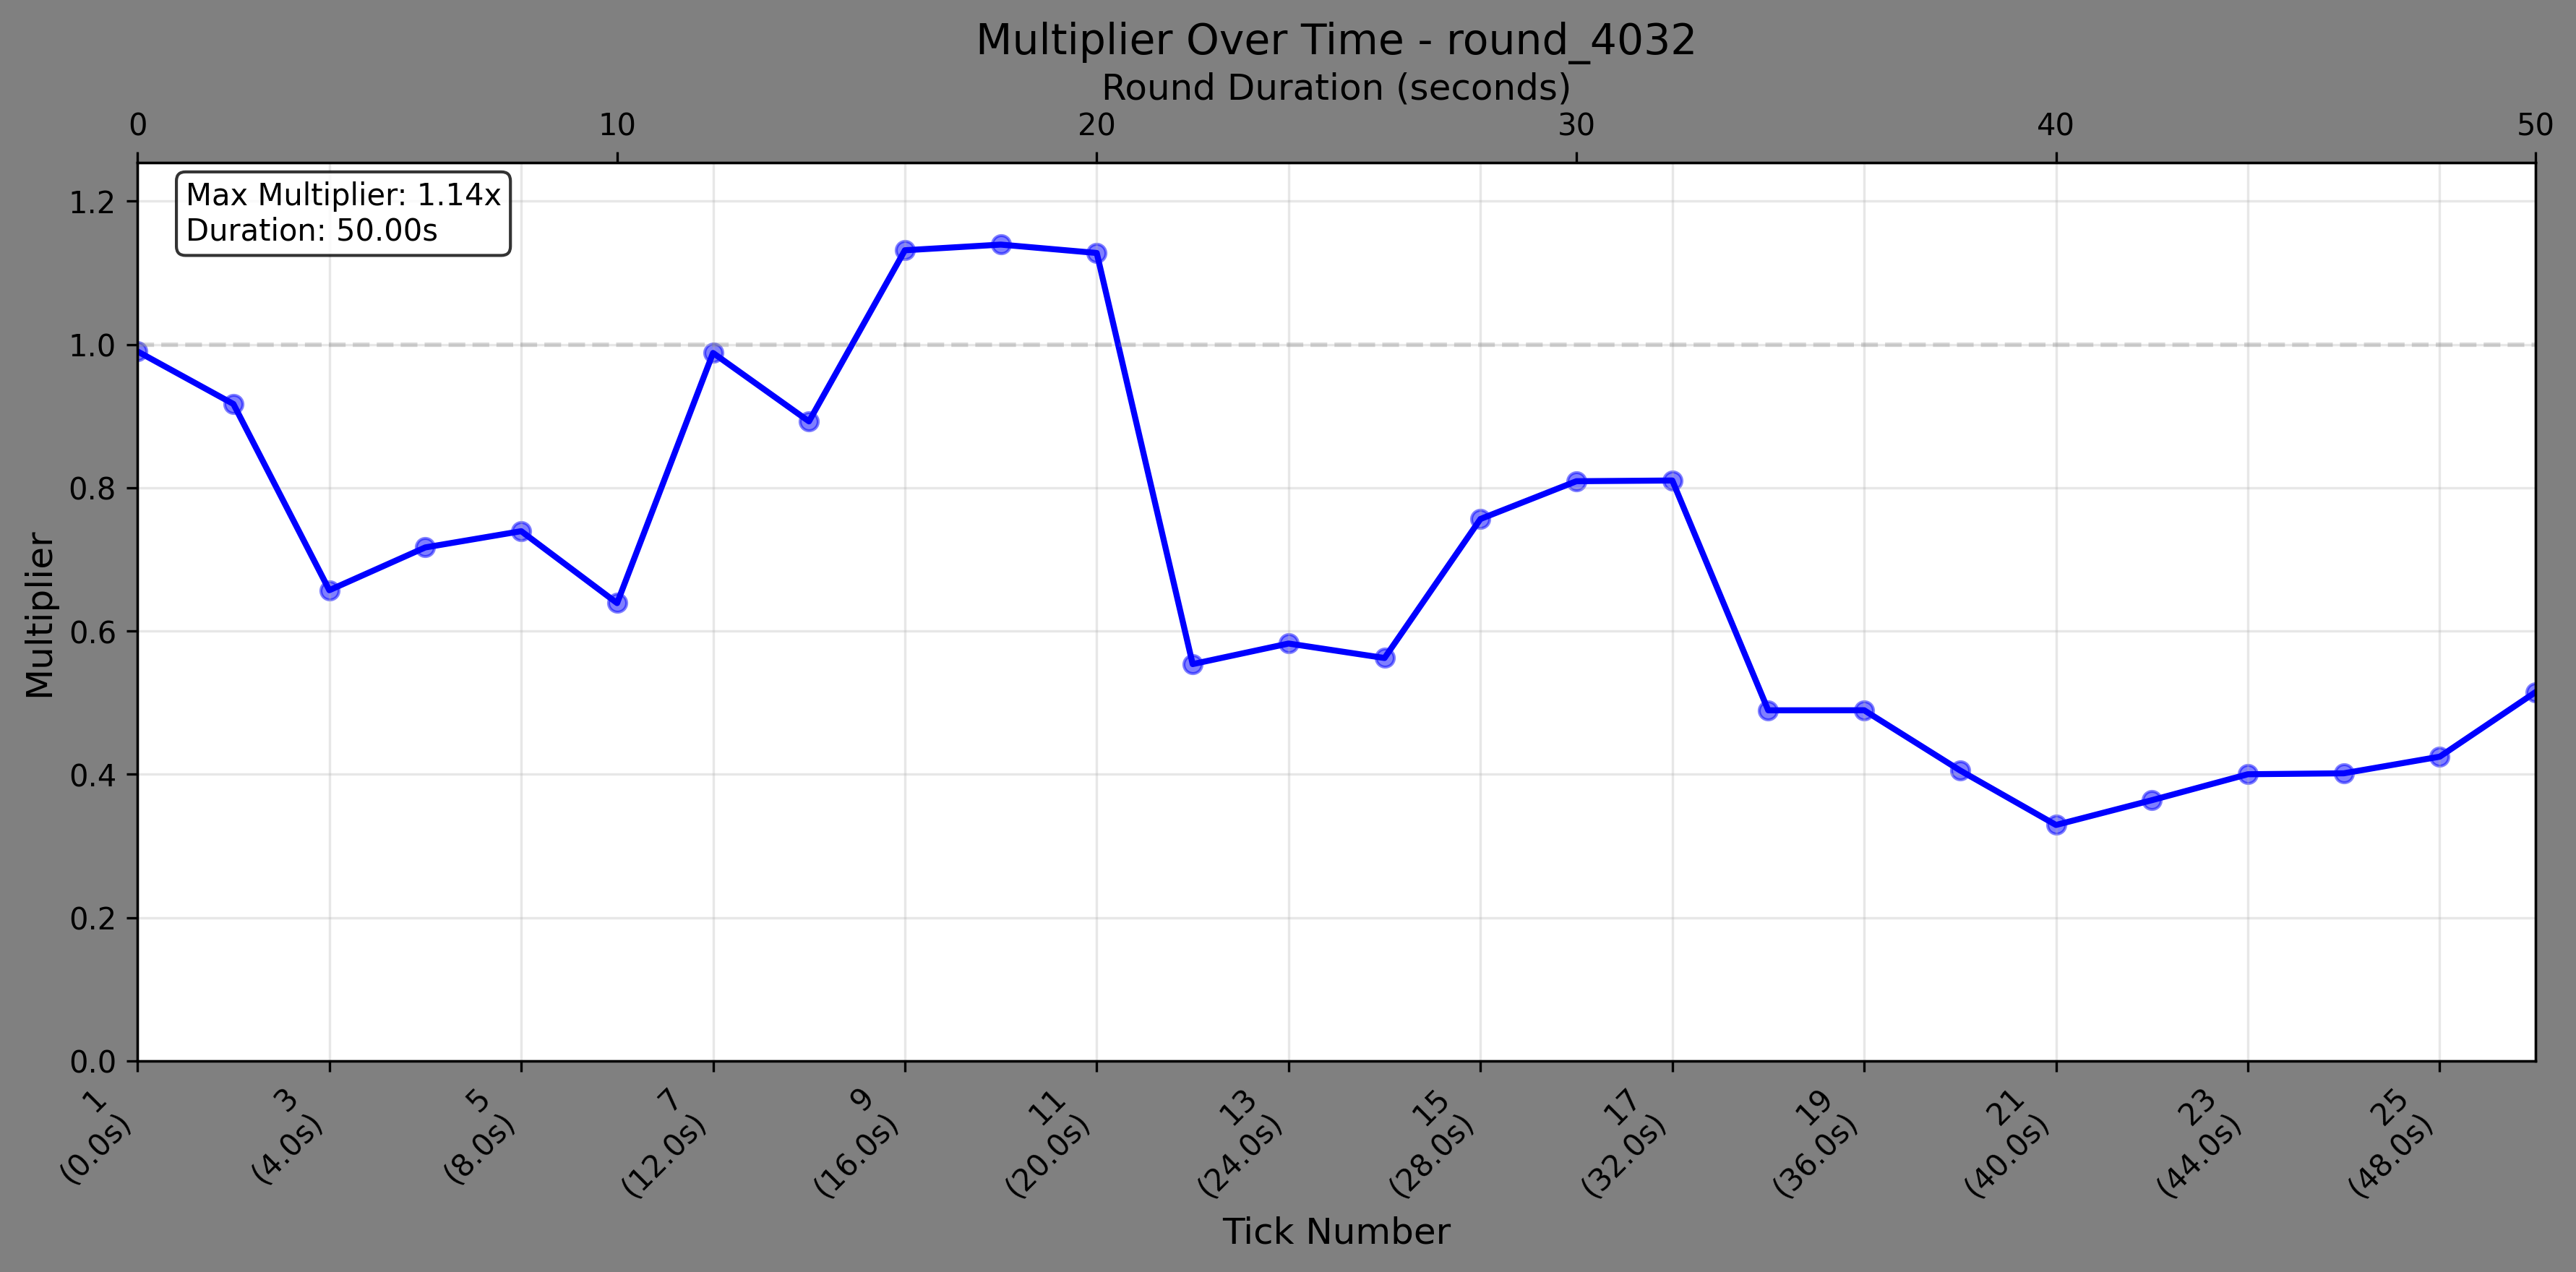 Multiplier Over Time - round_4032
Round Duration (seconds)
0 10 20 30 40 50
Max Multiplier: 1.14x
Duration: 50.00s
Multiplier
1.2
1.0
0.8
0.6
0.4
0.2
0.0
1
(0.0s)
3
(4.0s)
5
(8.0s)
7
(12.0s)
9
(16.0s)
11
(20.0s)
13
(24.0s)
15
(28.0s)
17
(32.0s)
19
(36.0s)
21
(40.0s)
23
(44.0s)
25
(48.0s)
Tick Number